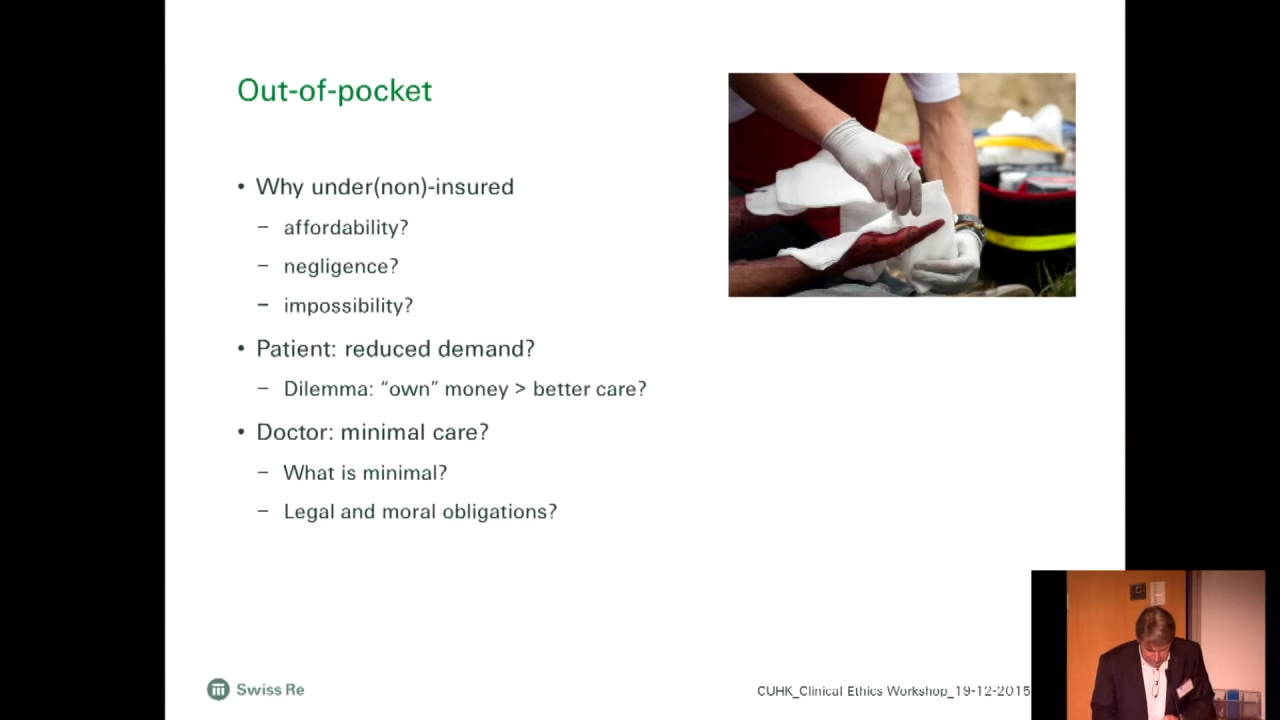 Out-of-pocket
• Why under(non)-insured
– affordability?
– negligence?
– impossibility?
• Patient: reduced demand?
– Dilemma: “own” money > better care?
• Doctor: minimal care?
– What is minimal?
– Legal and moral obligations?
Swiss Re
CUHK_Clinical Ethics Workshop_19-12-2015